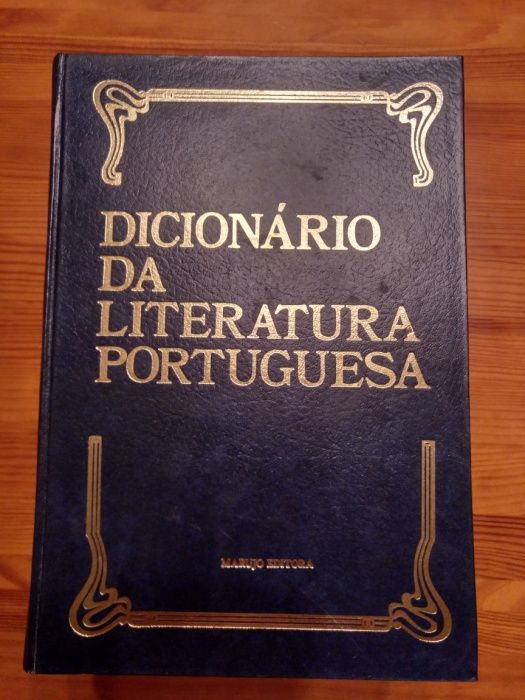 DICIONÁRIO
DA
LITERATURA
PORTUGUESA
MARUJO EDITORA